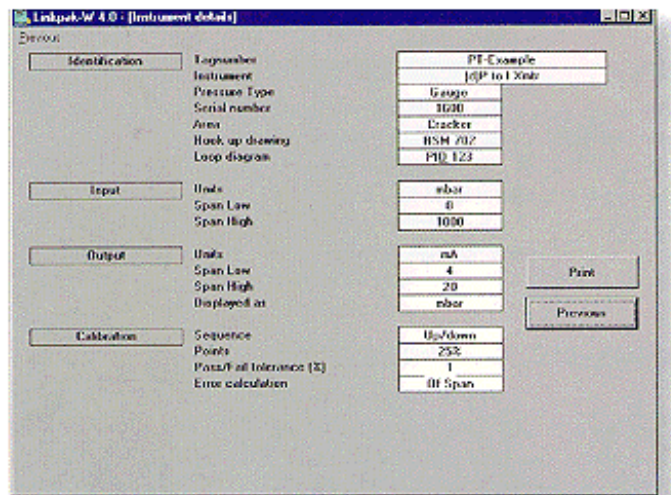 Linkpak-W 4.0 - [Instrument details]
Previous
Identification
Tagnumber PT-Example
Instrument (d)P to I Xmtr
Pressure Type Gauge
Serial number 1600
Area Cracker
Hook up drawing HSM 702
Loop diagram PID 123
Input
Units mbar
Span Low 0
Span High 1000
Output
Units mA
Span Low 4
Span High 20
Displayed as mbar
Print
Previous
Calibration
Sequence Up/down
Points 25%
Pass/Fail tolerance (%) 1
Error calculation Of Span